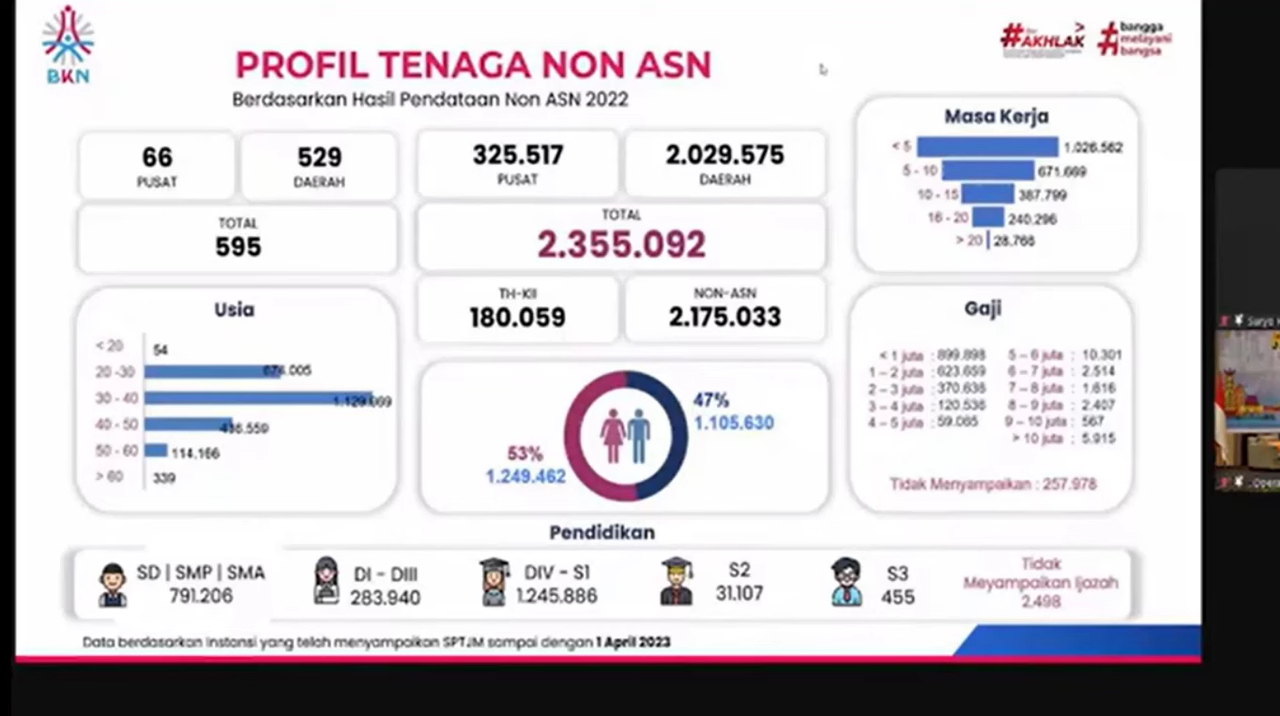 BKN
PROFIL TENAGA NON ASN
Berdasarkan Hasil Pendataan Non ASN 2022
#
AKHLAK
#bangga
melayani
bangsa
66
PUSAT
529
DAERAH
TOTAL
595
325.517
PUSAT
2.029.575
DAERAH
TOTAL
2.355.092
TH-KII
180.059
NON-ASN
2.175.033
Masa Kerja
< 5 1.026.562
5 - 10 671.669
10 - 15 387.799
16 - 20 240.296
> 20 28.766
Usia
< 20 54
20 -30 674.005
30 - 40 1.129.069
40 - 50
50 - 60 114.166
> 60 339
53%
1.249.462
47%
1.105.630
Gaji
< 1 juta : 899.898
1 – 2 juta : 623.659
2 – 3 juta : 370.636
3 – 4 juta : 120.536
4 – 5 juta : 59.065
5 – 6 juta : 10.301
6 – 7 juta : 2.514
7 – 8 juta : 1.616
8 – 9 juta : 2.407
9 – 10 juta : 567
> 10 juta : 5.915
Tidak Menyampaikan : 257.978
Pendidikan
SD | SMP | SMA
791.206
DI - DIII
283.940
DIV - S1
1.245.886
S2
31.107
S3
455
Tidak
Meyampaikan Ijazah
2.498
Data berdasarkan instansi yang telah menyampaikan SPTJM sampai dengan 1 April 2023